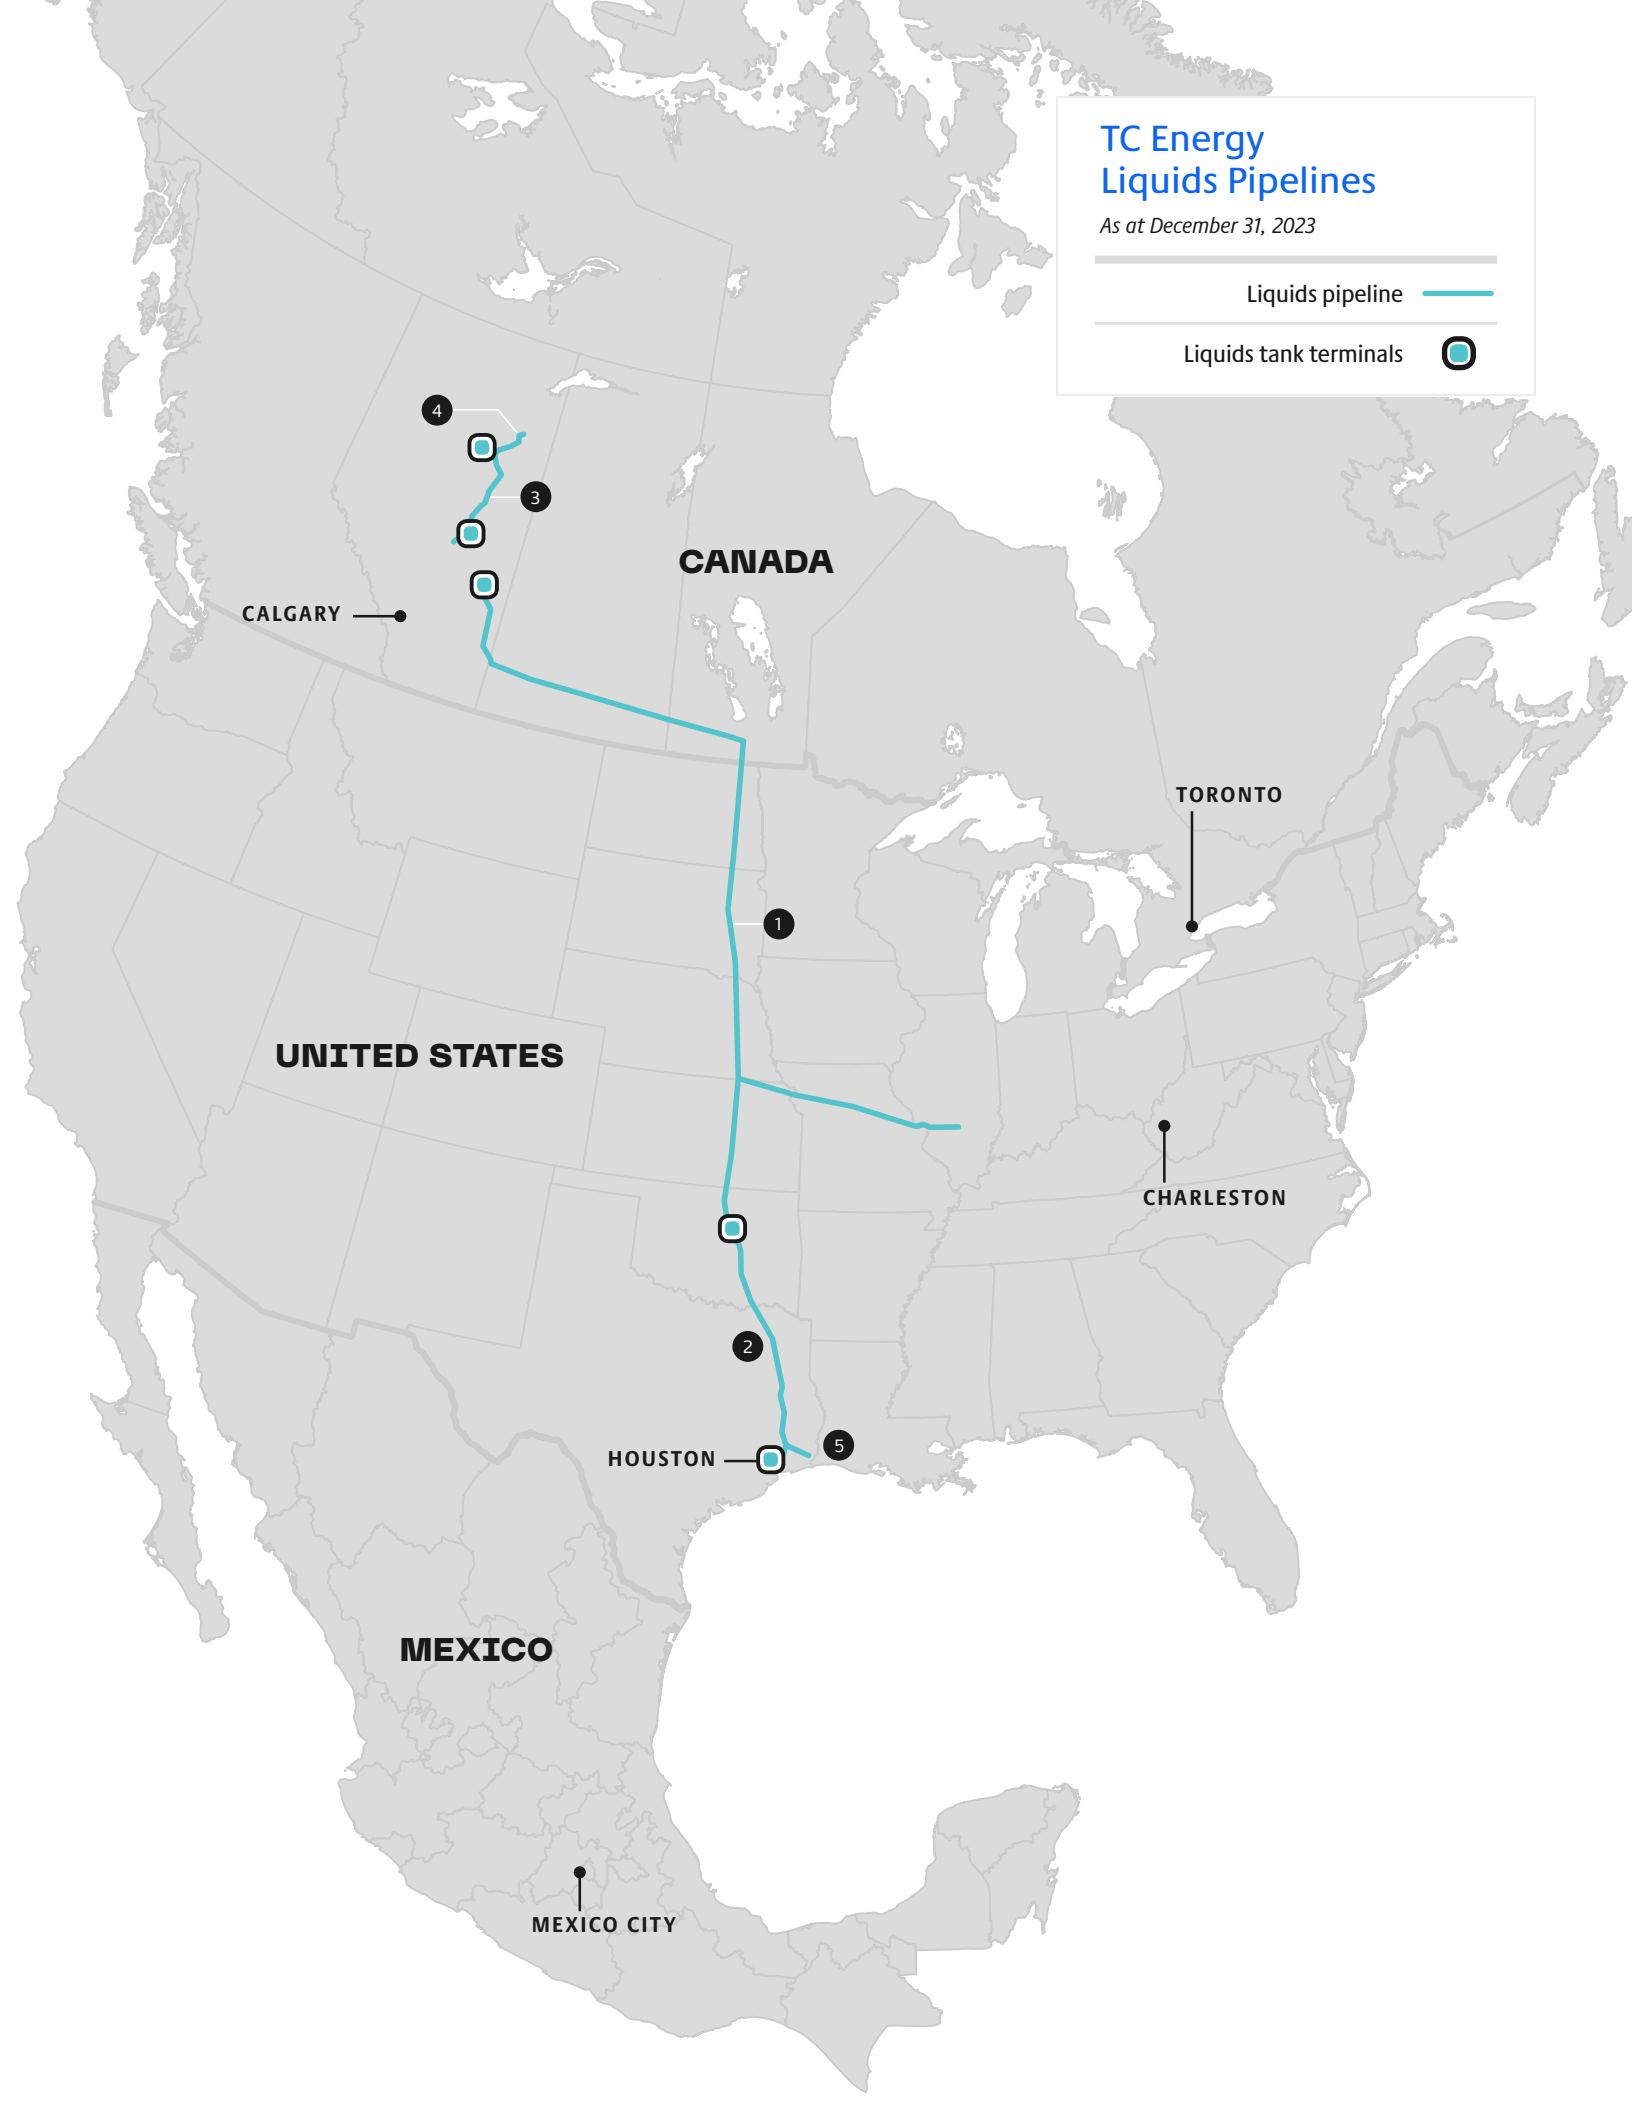 TC Energy
Liquids Pipelines
As at December 31, 2023
Liquids pipeline
Liquids tank terminals
4
3
CANADA
CALGARY
TORONTO
1
UNITED STATES
CHARLESTON
2
5
HOUSTON
MEXICO
MEXICO CITY